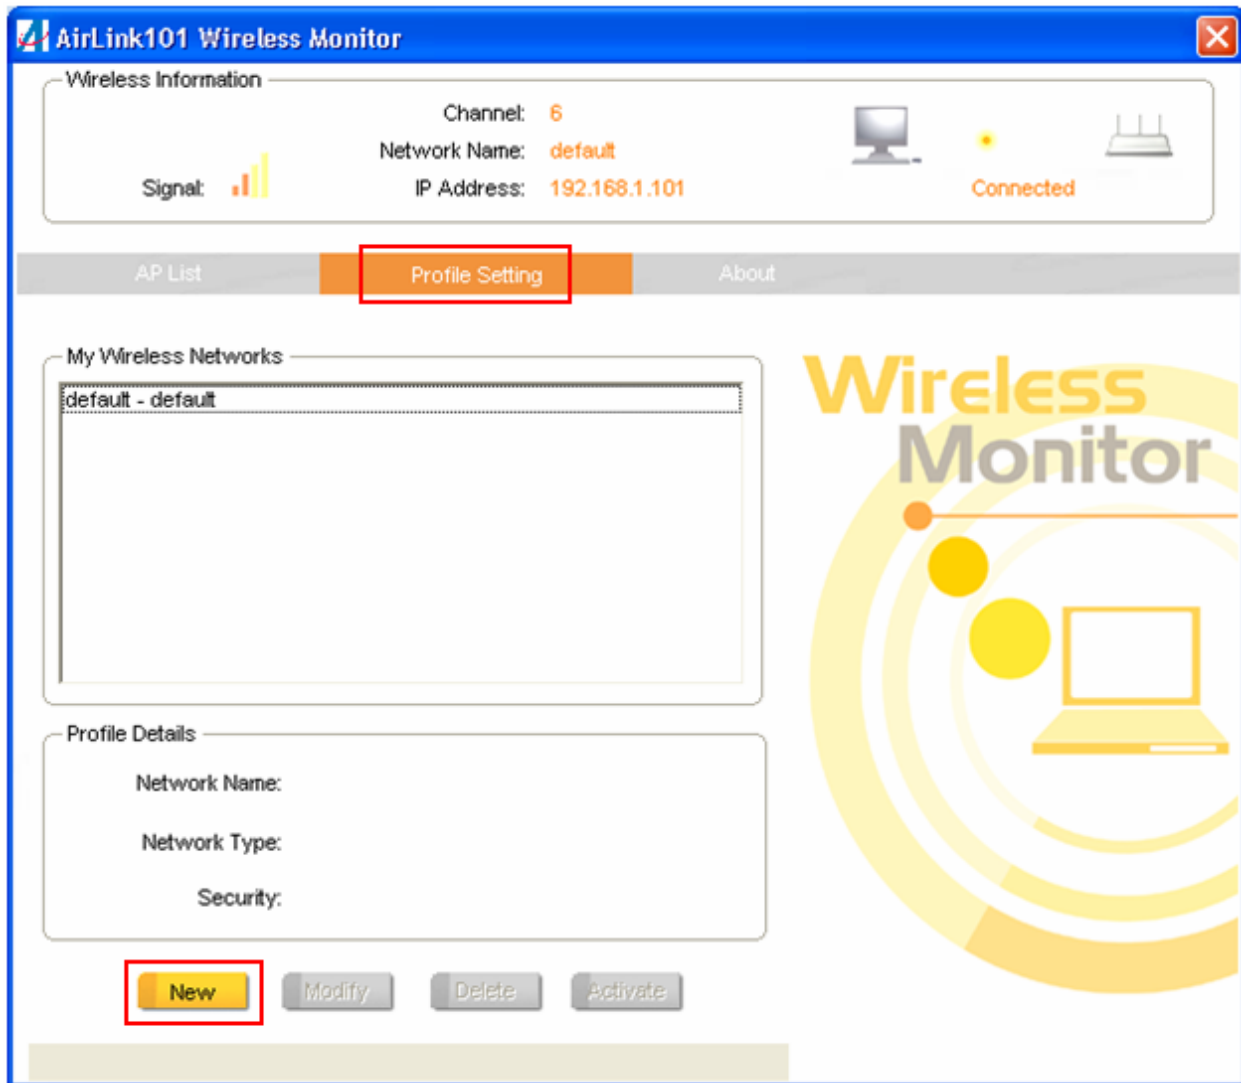 AirLink101 Wireless Monitor
Wireless Information
Channel: 6
Network Name: default
Signal: IP Address: 192.168.1.101 Connected
AP List Profile Setting About
My Wireless Networks
default - default
Wireless
Monitor
Profile Details
Network Name:
Network Type:
Security:
New Modify Delete Activate